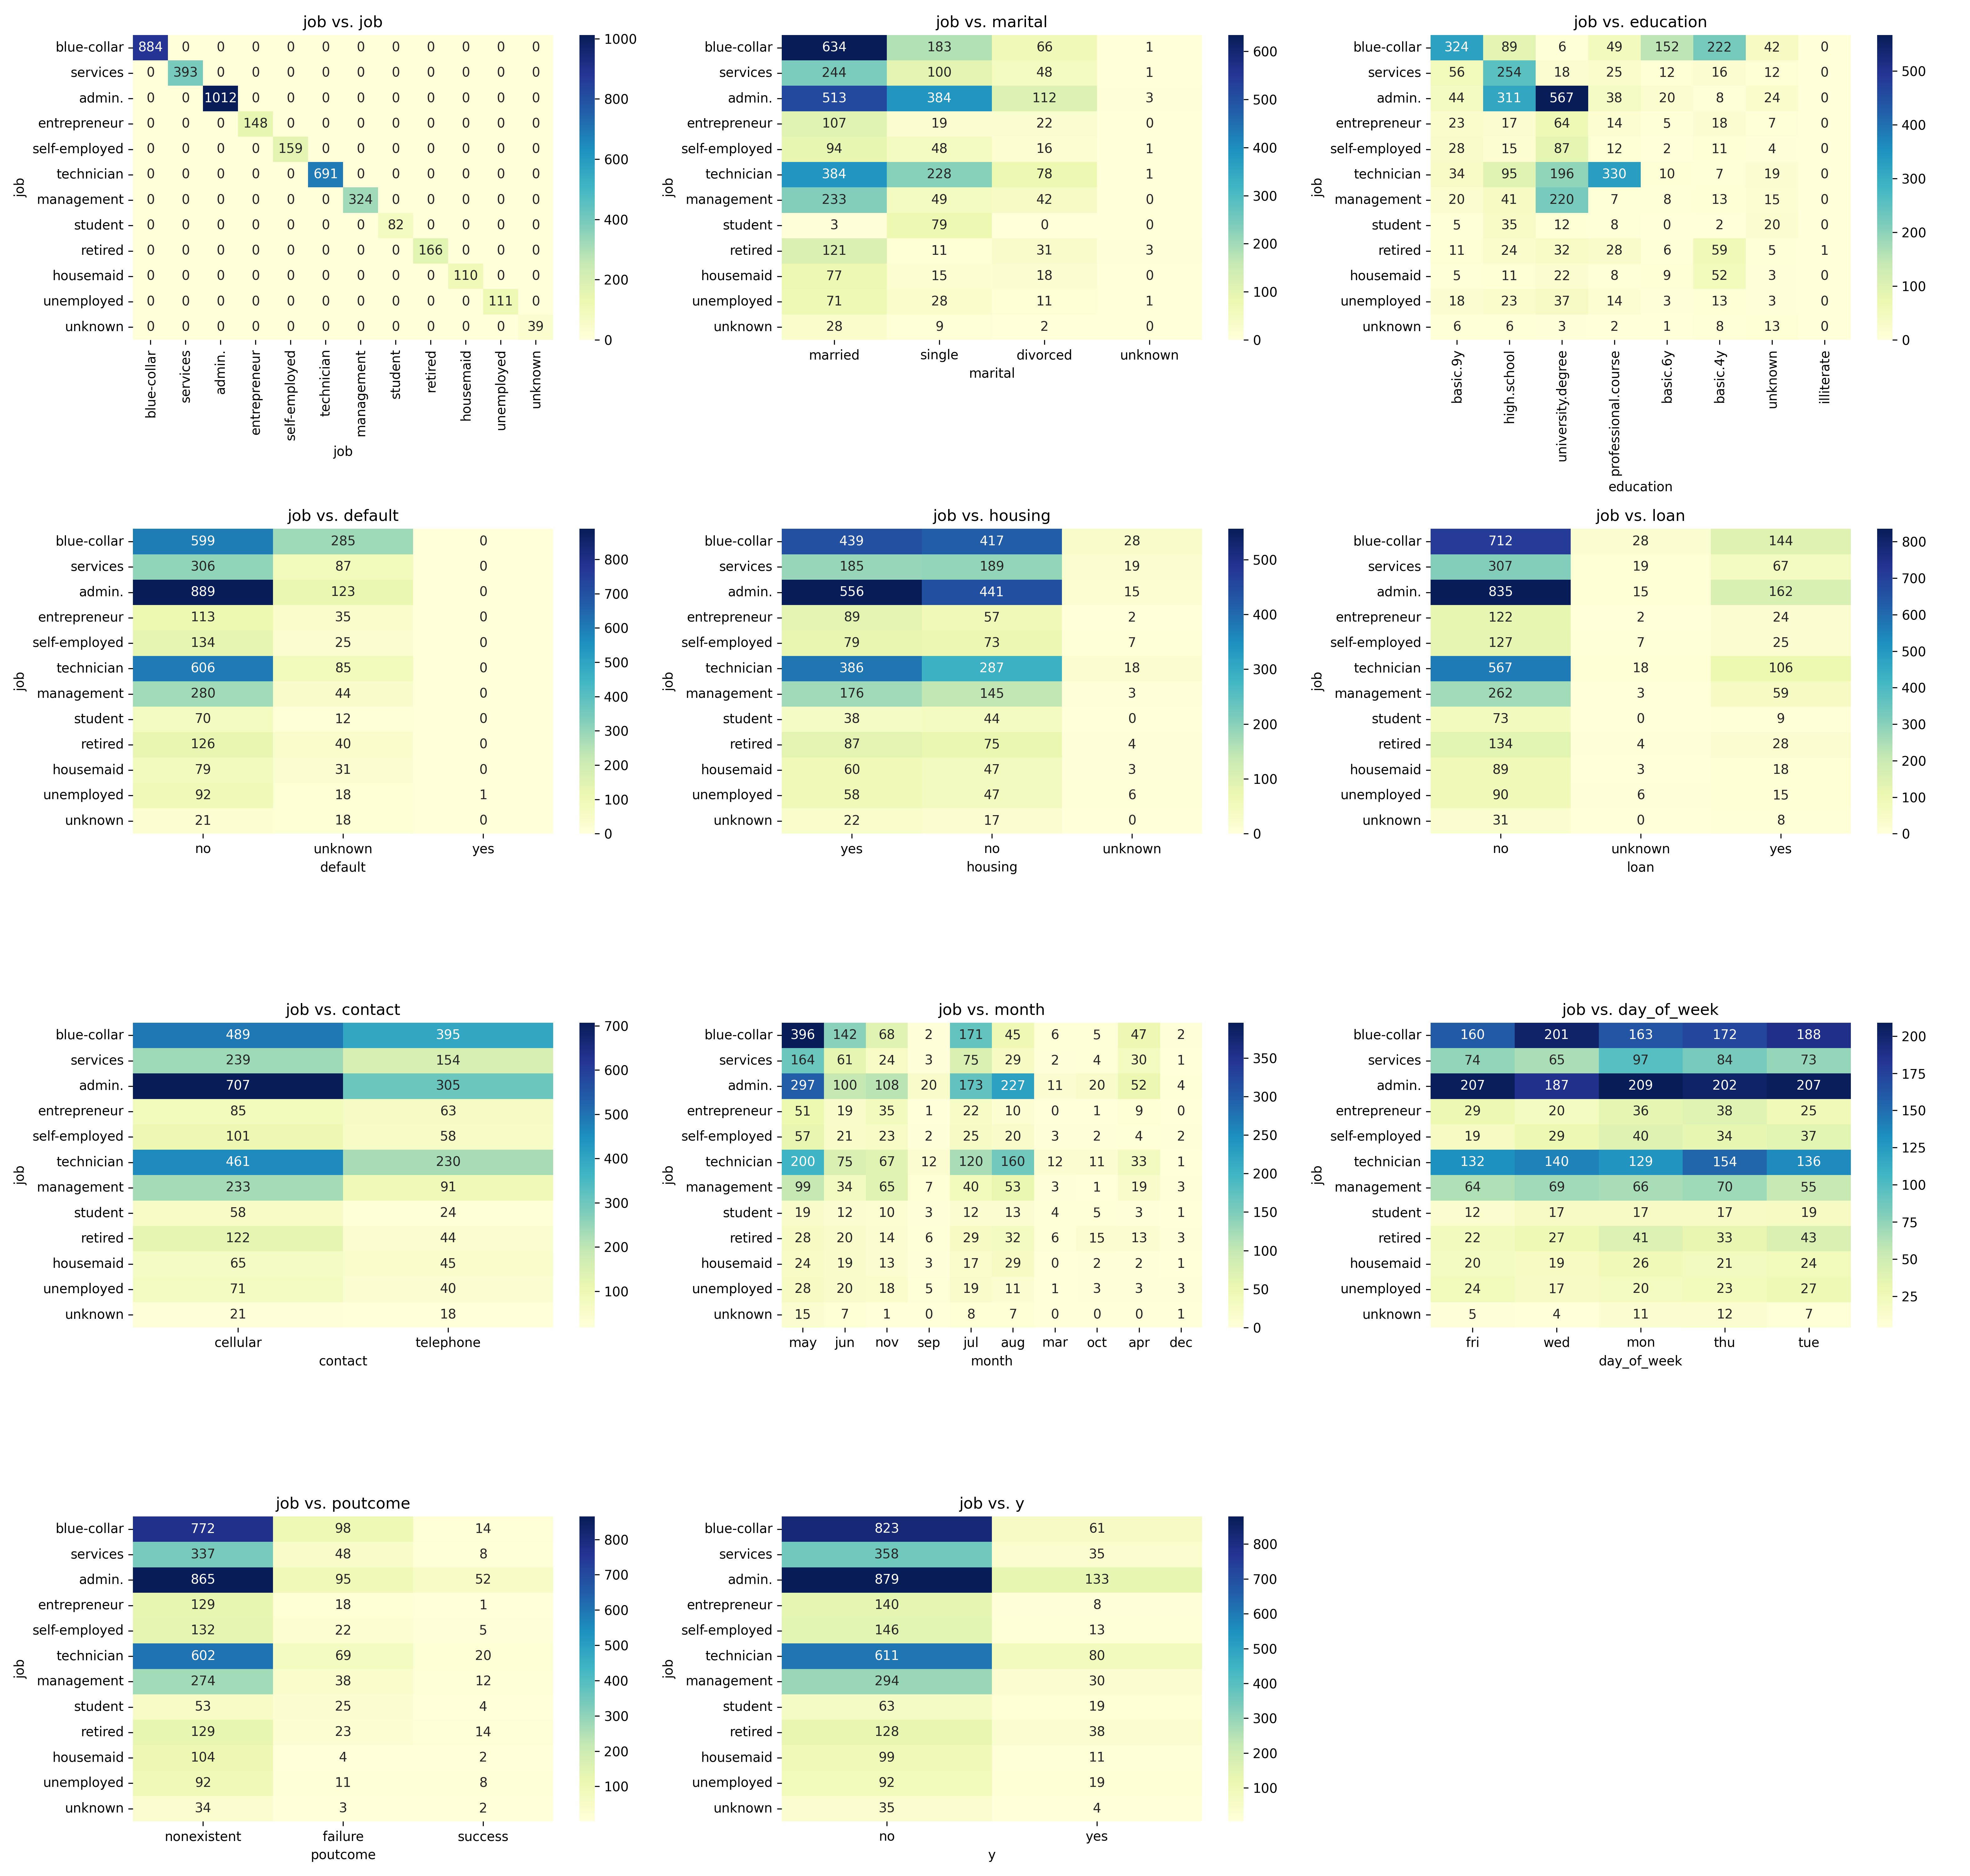 job vs. job
blue-collar 884 0 0 0 0 0 0 0 0 0 0 0
services 0 393 0 0 0 0 0 0 0 0 0 0
admin. 0 0 1012 0 0 0 0 0 0 0 0 0
entrepreneur 0 0 0 148 0 0 0 0 0 0 0 0
self-employed 0 0 0 0 159 0 0 0 0 0 0 0
technician 0 0 0 0 0 691 0 0 0 0 0 0
management 0 0 0 0 0 0 324 0 0 0 0 0
student 0 0 0 0 0 0 0 82 0 0 0 0
retired 0 0 0 0 0 0 0 0 166 0 0 0
housemaid 0 0 0 0 0 0 0 0 0 110 0 0
unemployed 0 0 0 0 0 0 0 0 0 0 111 0
unknown 0 0 0 0 0 0 0 0 0 0 0 39
blue-collar services admin. entrepreneur self-employed technician management student retired housemaid unemployed unknown
job
job
1000 800 600 400 200 0
job vs. marital
blue-collar 634 183 66 1
services 244 100 48 1
admin. 513 384 112 3
entrepreneur 107 19 22 0
self-employed 94 48 16 1
technician 384 228 78 1
management 233 49 42 0
student 3 79 0 0
retired 121 11 31 3
housemaid 77 15 18 0
unemployed 71 28 11 1
unknown 28 9 2 0
married single divorced unknown
marital
job
600 500 400 300 200 100 0
job vs. education
blue-collar 324 89 6 49 152 222 42 0
services 56 254 18 25 12 16 12 0
admin. 44 311 567 38 20 8 24 0
entrepreneur 23 17 64 14 5 18 7 0
self-employed 28 15 87 12 2 11 4 0
technician 34 95 196 330 10 7 19 0
management 20 41 220 7 8 13 15 0
student 5 35 12 8 0 2 20 0
retired 11 24 32 28 0 59 5 1
housemaid 5 11 22 8 9 52 3 0
unemployed 18 23 37 14 3 13 3 0
unknown 6 6 3 2 1 8 13 0
basic.9y high.school university.degree professional.course basic.6y basic.4y unknown illiterate
education
job
500 400 300 200 100 0
job vs. default
blue-collar 599 285 0
services 306 87 0
admin. 889 123 0
entrepreneur 113 35 0
self-employed 134 25 0
technician 606 85 0
management 280 44 0
student 70 12 0
retired 126 40 0
housemaid 79 31 0
unemployed 92 18 1
unknown 21 18 0
no unknown yes
default
job
800 700 600 500 400 300 200 100 0
job vs. housing
blue-collar 439 417 28
services 185 189 19
admin. 556 441 15
entrepreneur 89 57 2
self-employed 79 73 7
technician 386 287 18
management 176 145 3
student 38 44 0
retired 87 75 4
housemaid 60 47 3
unemployed 58 47 6
unknown 22 17 0
yes no unknown
housing
job
500 400 300 200 100 0
job vs. loan
blue-collar 712 28 144
services 307 19 67
admin. 835 15 162
entrepreneur 122 2 24
self-employed 127 7 25
technician 567 18 106
management 262 3 59
student 73 0 9
retired 134 4 28
housemaid 89 3 18
unemployed 90 6 15
unknown 31 0 8
no unknown yes
loan
job
800 700 600 500 400 300 200 100 0
job vs. contact
blue-collar 489 395
services 239 154
admin. 707 305
entrepreneur 85 63
self-employed 101 58
technician 461 230
management 233 91
student 58 24
retired 122 44
housemaid 65 45
unemployed 71 40
unknown 21 18
cellular telephone
contact
job
700 600 500 400 300 200 100
job vs. month
blue-collar 396 142 68 2 171 45 6 5 47 2
services 164 61 24 3 75 29 2 4 30 1
admin. 297 100 108 20 173 227 11 20 52 4
entrepreneur 51 19 35 1 22 10 0 1 9 0
self-employed 57 21 23 2 25 20 3 2 4 2
technician 200 75 67 12 120 160 12 11 33 1
management 99 34 65 7 40 53 3 1 19 3
student 19 12 10 3 12 13 4 5 3 1
retired 28 20 14 6 29 32 6 15 13 3
housemaid 24 19 13 3 17 29 0 2 2 1
unemployed 28 20 18 5 19 11 1 3 3 3
unknown 15 7 1 0 8 7 0 0 0 1
may jun nov sep jul aug mar oct apr dec
month
job
350 300 250 200 150 100 50 0
job vs. day_of_week
blue-collar 160 201 163 172 188
services 74 65 97 84 73
admin. 207 187 209 202 207
entrepreneur 29 20 36 38 25
self-employed 19 29 40 34 37
technician 132 140 129 154 136
management 64 69 66 70 55
student 12 17 17 17 19
retired 22 27 41 33 43
housemaid 20 19 26 21 24
unemployed 24 17 20 23 27
unknown 5 4 11 12 7
fri wed mon thu tue
day_of_week
job
200 175 150 125 100 75 50 25
job vs. poutcome
blue-collar 772 98 14
services 337 48 8
admin. 865 95 52
entrepreneur 129 18 1
self-employed 132 22 5
technician 602 69 20
management 274 38 12
student 53 25 4
retired 129 23 14
housemaid 104 4 2
unemployed 92 11 8
unknown 34 3 2
nonexistent failure success
poutcome
job
800 700 600 500 400 300 200 100
job vs. y
blue-collar 823 61
services 358 35
admin. 879 133
entrepreneur 140 8
self-employed 146 13
technician 611 80
management 294 30
student 63 19
retired 128 38
housemaid 99 11
unemployed 92 19
unknown 35 4
no yes
y
job
800 700 600 500 400 300 200 100